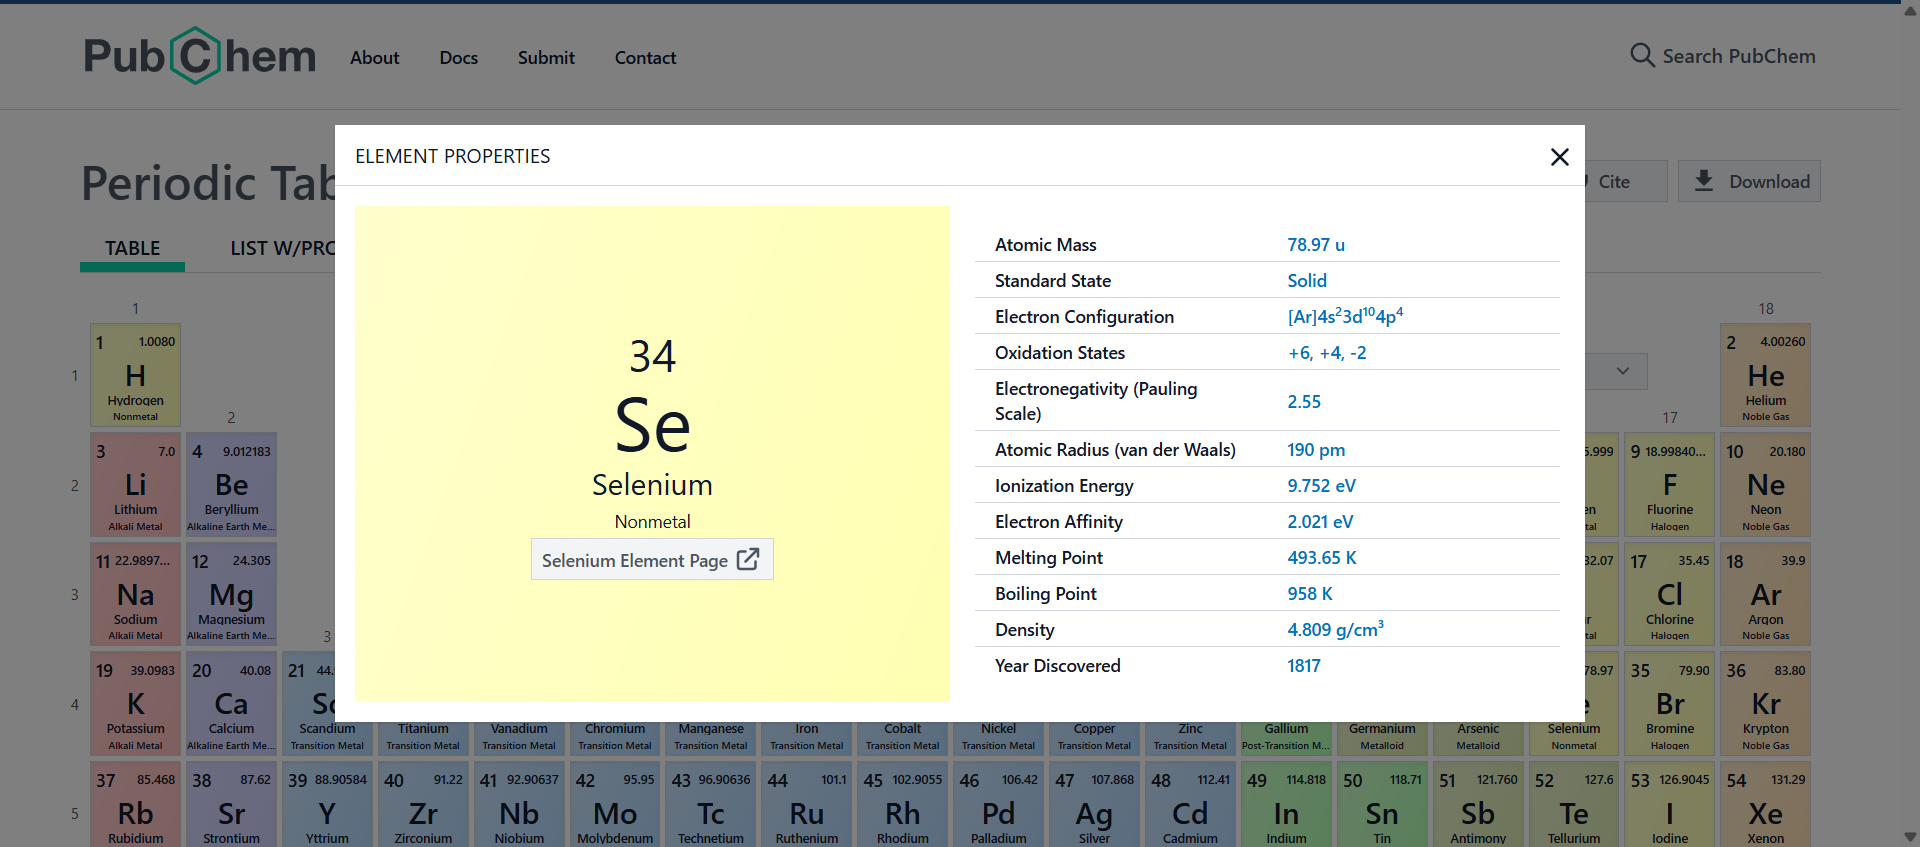 PubChem About Docs Submit Contact Search PubChem
ELEMENT PROPERTIES
Periodic Tab Cite Download
TABLE LIST W/PRO
34
Se
Selenium
Nonmetal
Selenium Element Page
Atomic Mass 78.97 u
Standard State Solid
Electron Configuration [Ar]4s²3d¹⁰4p⁴
Oxidation States +6, +4, -2
Electronegativity (Pauling
Scale) 2.55
Atomic Radius (van der Waals) 190 pm
Ionization Energy 9.752 eV
Electron Affinity 2.021 eV
Melting Point 493.65 K
Boiling Point 958 K
Density 4.809 g/cm³
Year Discovered 1817
1 18
1 1 1.0080 2 4.00260
H He
Hydrogen Helium
Nonmetal Noble Gas
2 17
2 3 7.0 4 9.012183 5.999 9 18.99840... 10 20.180
Li Be F Ne
Lithium Beryllium en Fluorine Neon
Alkali Metal Alkaline Earth Me... tal Halogen Noble Gas
3 11 22.9897... 12 24.305 32.07 17 35.45 18 39.9
Na Mg Cl Ar
Sodium Magnesium r Chlorine Argon
Alkali Metal Alkaline Earth Me... tal Halogen Noble Gas
3
4 19 39.0983 20 40.08 21 44. 78.97 35 79.90 36 83.80
K Ca Sc e Br Kr
Potassium Calcium Scandium Titanium Vanadium Chromium Manganese Iron Cobalt Nickel Copper Zinc Gallium Germanium Arsenic Selenium Bromine Krypton
Alkali Metal Alkaline Earth Me... Transition Metal Transition Metal Transition Metal Transition Metal Transition Metal Transition Metal Transition Metal Transition Metal Transition Metal Transition Metal Post-Transition M... Metalloid Metalloid Nonmetal Halogen Noble Gas
5 37 85.468 38 87.62 39 88.90584 40 91.22 41 92.90637 42 95.95 43 96.90636 44 101.1 45 102.9055 46 106.42 47 107.868 48 112.41 49 114.818 50 118.71 51 121.760 52 127.6 53 126.9045 54 131.29
Rb Sr Y Zr Nb Mo Tc Ru Rh Pd Ag Cd In Sn Sb Te I Xe
Rubidium Strontium Yttrium Zirconium Niobium Molybdenum Technetium Ruthenium Rhodium Palladium Silver Cadmium Indium Tin Antimony Tellurium Iodine Xenon